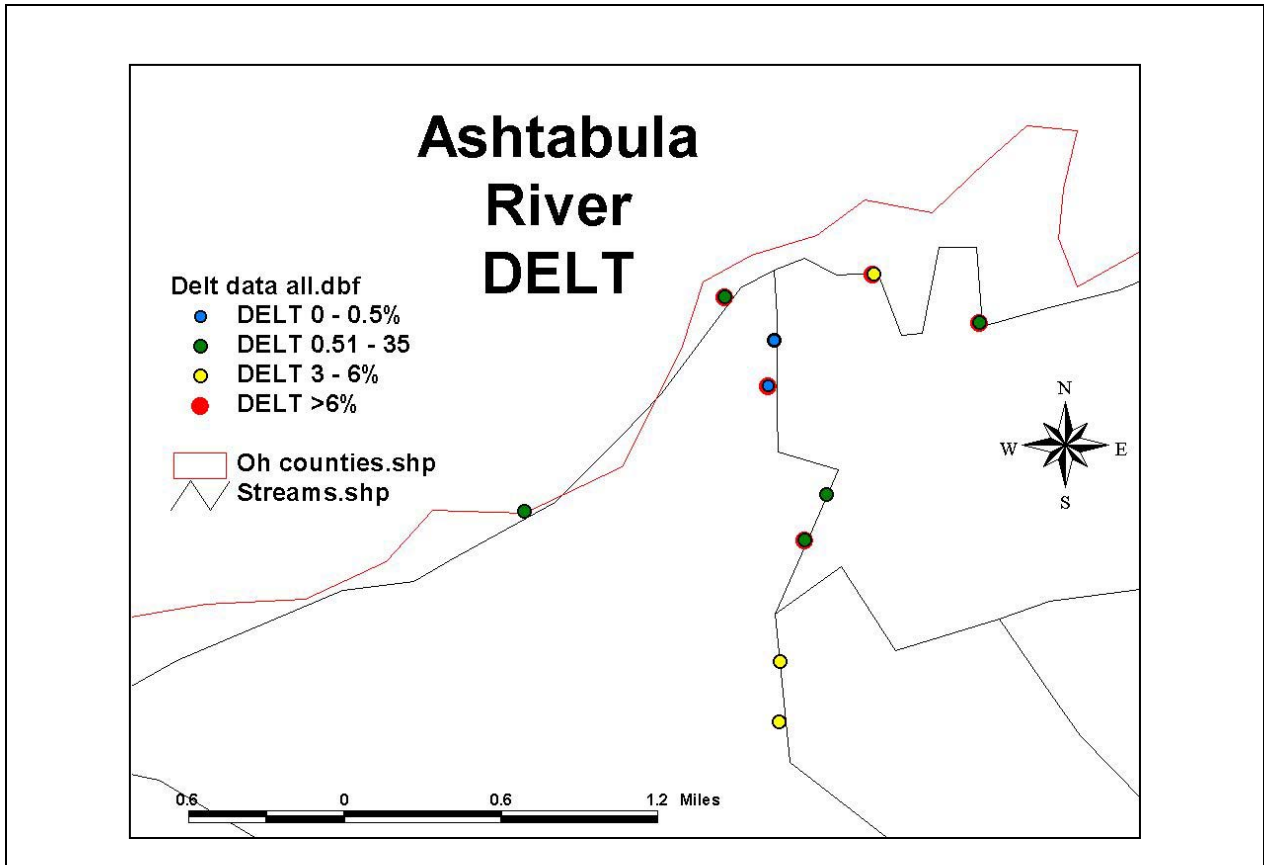 Ashtabula
River
DELT
Delt data all.dbf
DELT 0 - 0.5%
DELT 0.51 - 35
DELT 3 - 6%
DELT >6%
Oh counties.shp
Streams.shp
N
W E
S
0.6 0 0.6 1.2 Miles